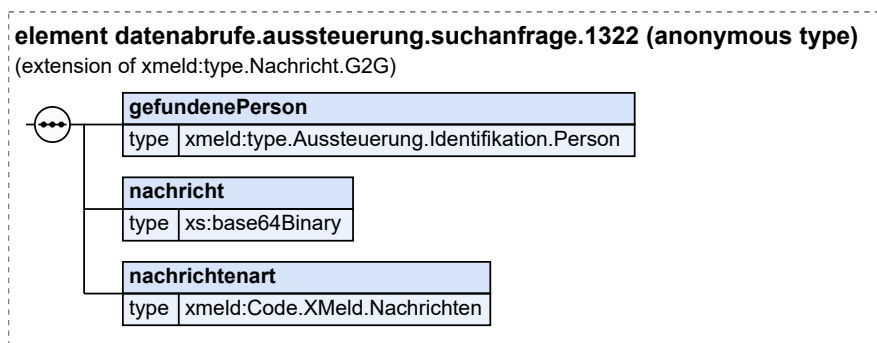 element datenabrufe.aussteuerung.suchanfrage.1322 (anonymous type)
(extension of xmeld:type.Nachricht.G2G)
gefundenePerson
type xmeld:type.Aussteuerung.Identifikation.Person
nachricht
type xs:base64Binary
nachrichtenart
type xmeld:Code.XMeld.Nachrichten